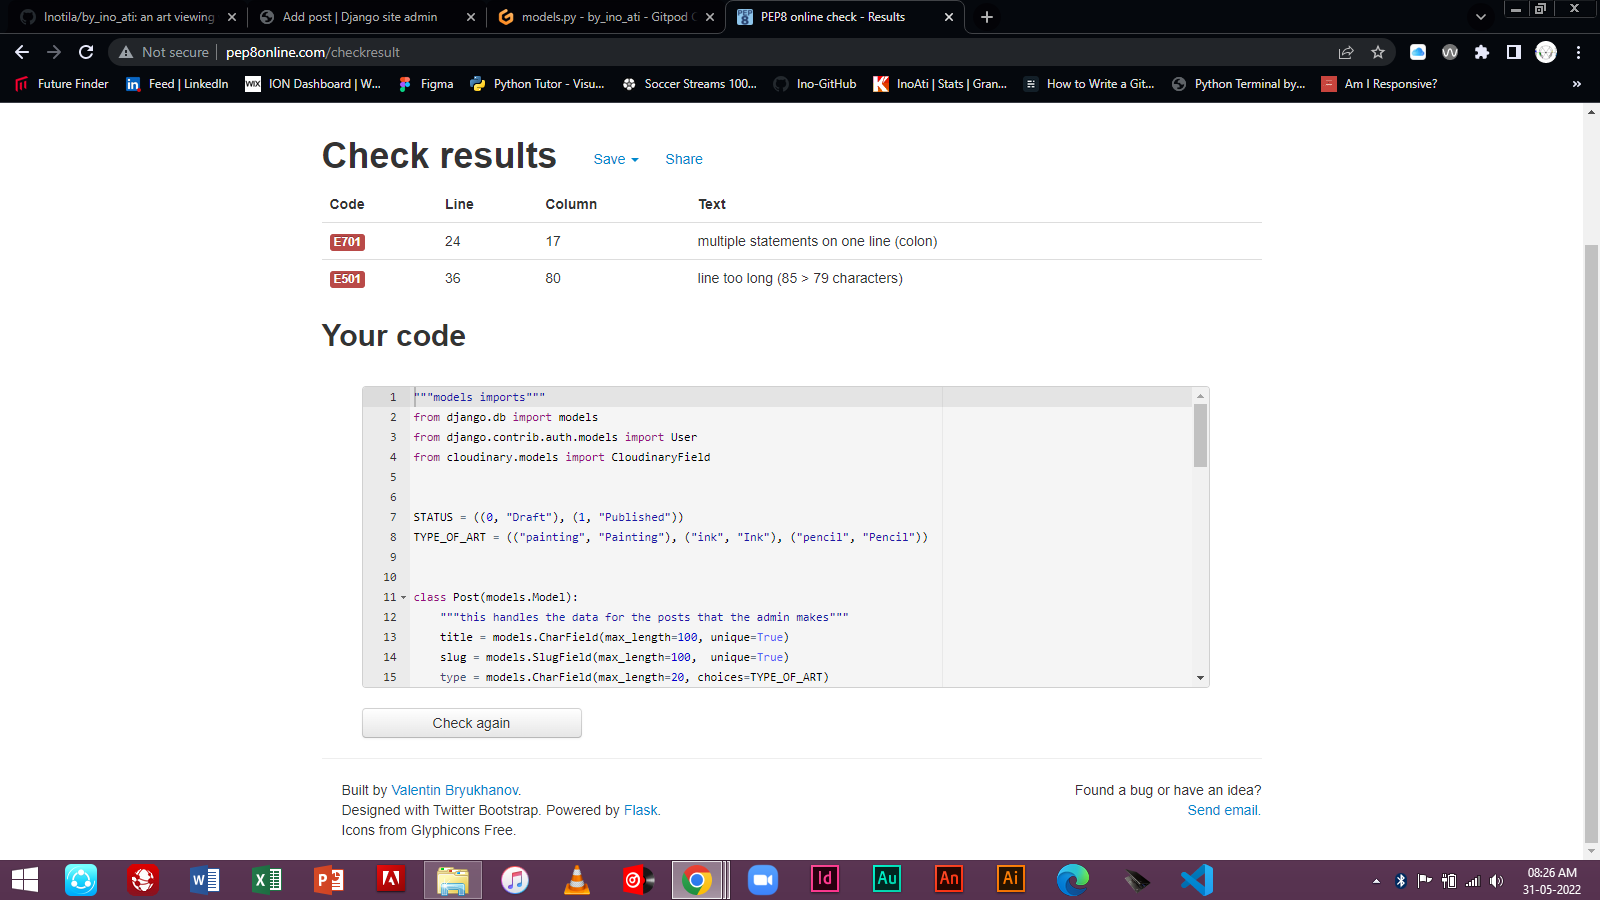 Inotila/by_ino_ati: an art viewing
Add post | Django site admin
models.py - by_ino_ati - Gitpod
PEP8 online check - Results
Not secure
pep8online.com/checkresult
Future Finder
Feed | LinkedIn
ION Dashboard | W...
Figma
Python Tutor - Visu...
Soccer Streams 100...
Ino-GitHub
InoAti | Stats | Gran...
How to Write a Git...
Python Terminal by...
Am I Responsive?
»
Check results
Save
Share
Code Line Column Text
E701 24 17 multiple statements on one line (colon)
E501 36 80 line too long (85 > 79 characters)
Your code
1 """models imports"""
2 from django.db import models
3 from django.contrib.auth.models import User
4 from cloudinary.models import CloudinaryField
5
6
7 STATUS = ((0, "Draft"), (1, "Published"))
8 TYPE_OF_ART = (("painting", "Painting"), ("ink", "Ink"), ("pencil", "Pencil"))
9
10
11 class Post(models.Model):
12 """this handles the data for the posts that the admin makes"""
13 title = models.CharField(max_length=100, unique=True)
14 slug = models.SlugField(max_length=100,  unique=True)
15 type = models.CharField(max_length=20, choices=TYPE_OF_ART)
Check again
Built by Valentin Bryukhanov.
Designed with Twitter Bootstrap. Powered by Flask.
Icons from Glyphicons Free.
Found a bug or have an idea?
Send email.
Id
Au
An
Ai
08:26 AM
31-05-2022